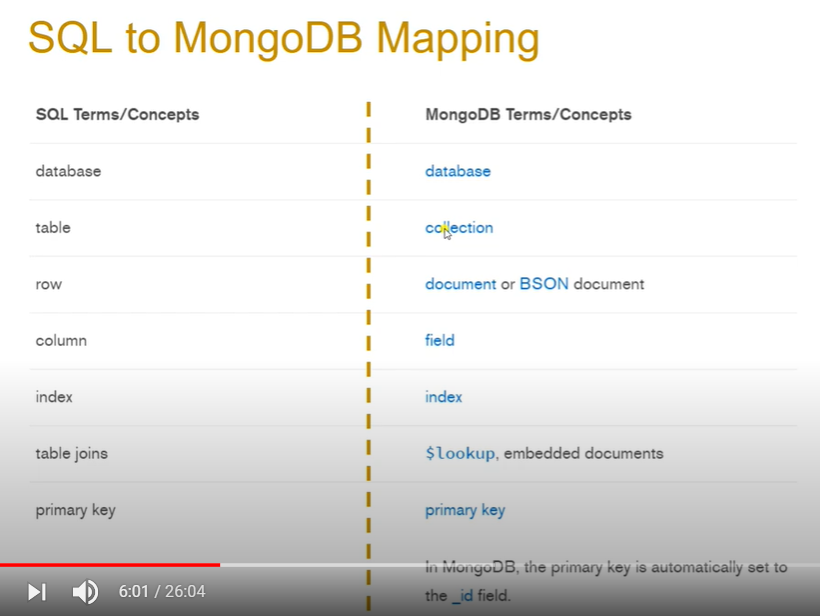 SQL to MongoDB Mapping
SQL Terms/Concepts MongoDB Terms/Concepts
database database
table collection
row document or BSON document
column field
index index
table joins $lookup, embedded documents
primary key primary key
In MongoDB, the primary key is automatically set to
the _id field.
6:01 / 26:04